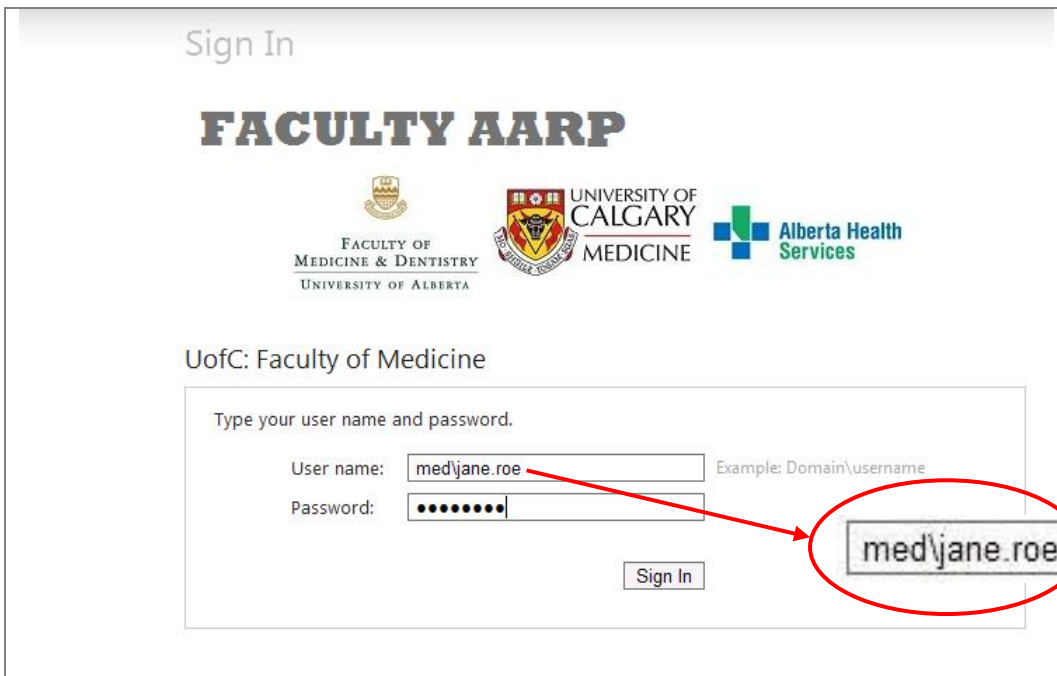 Sign In
FACULTY AARP
FACULTY OF
MEDICINE & DENTISTRY
UNIVERSITY OF ALBERTA
UNIVERSITY OF
CALGARY
MEDICINE
Alberta Health
Services
UofC: Faculty of Medicine
Type your user name and password.
User name: med\jane.roe Example: Domain\username
Password: ●●●●●●●●
med\jane.roe
Sign In